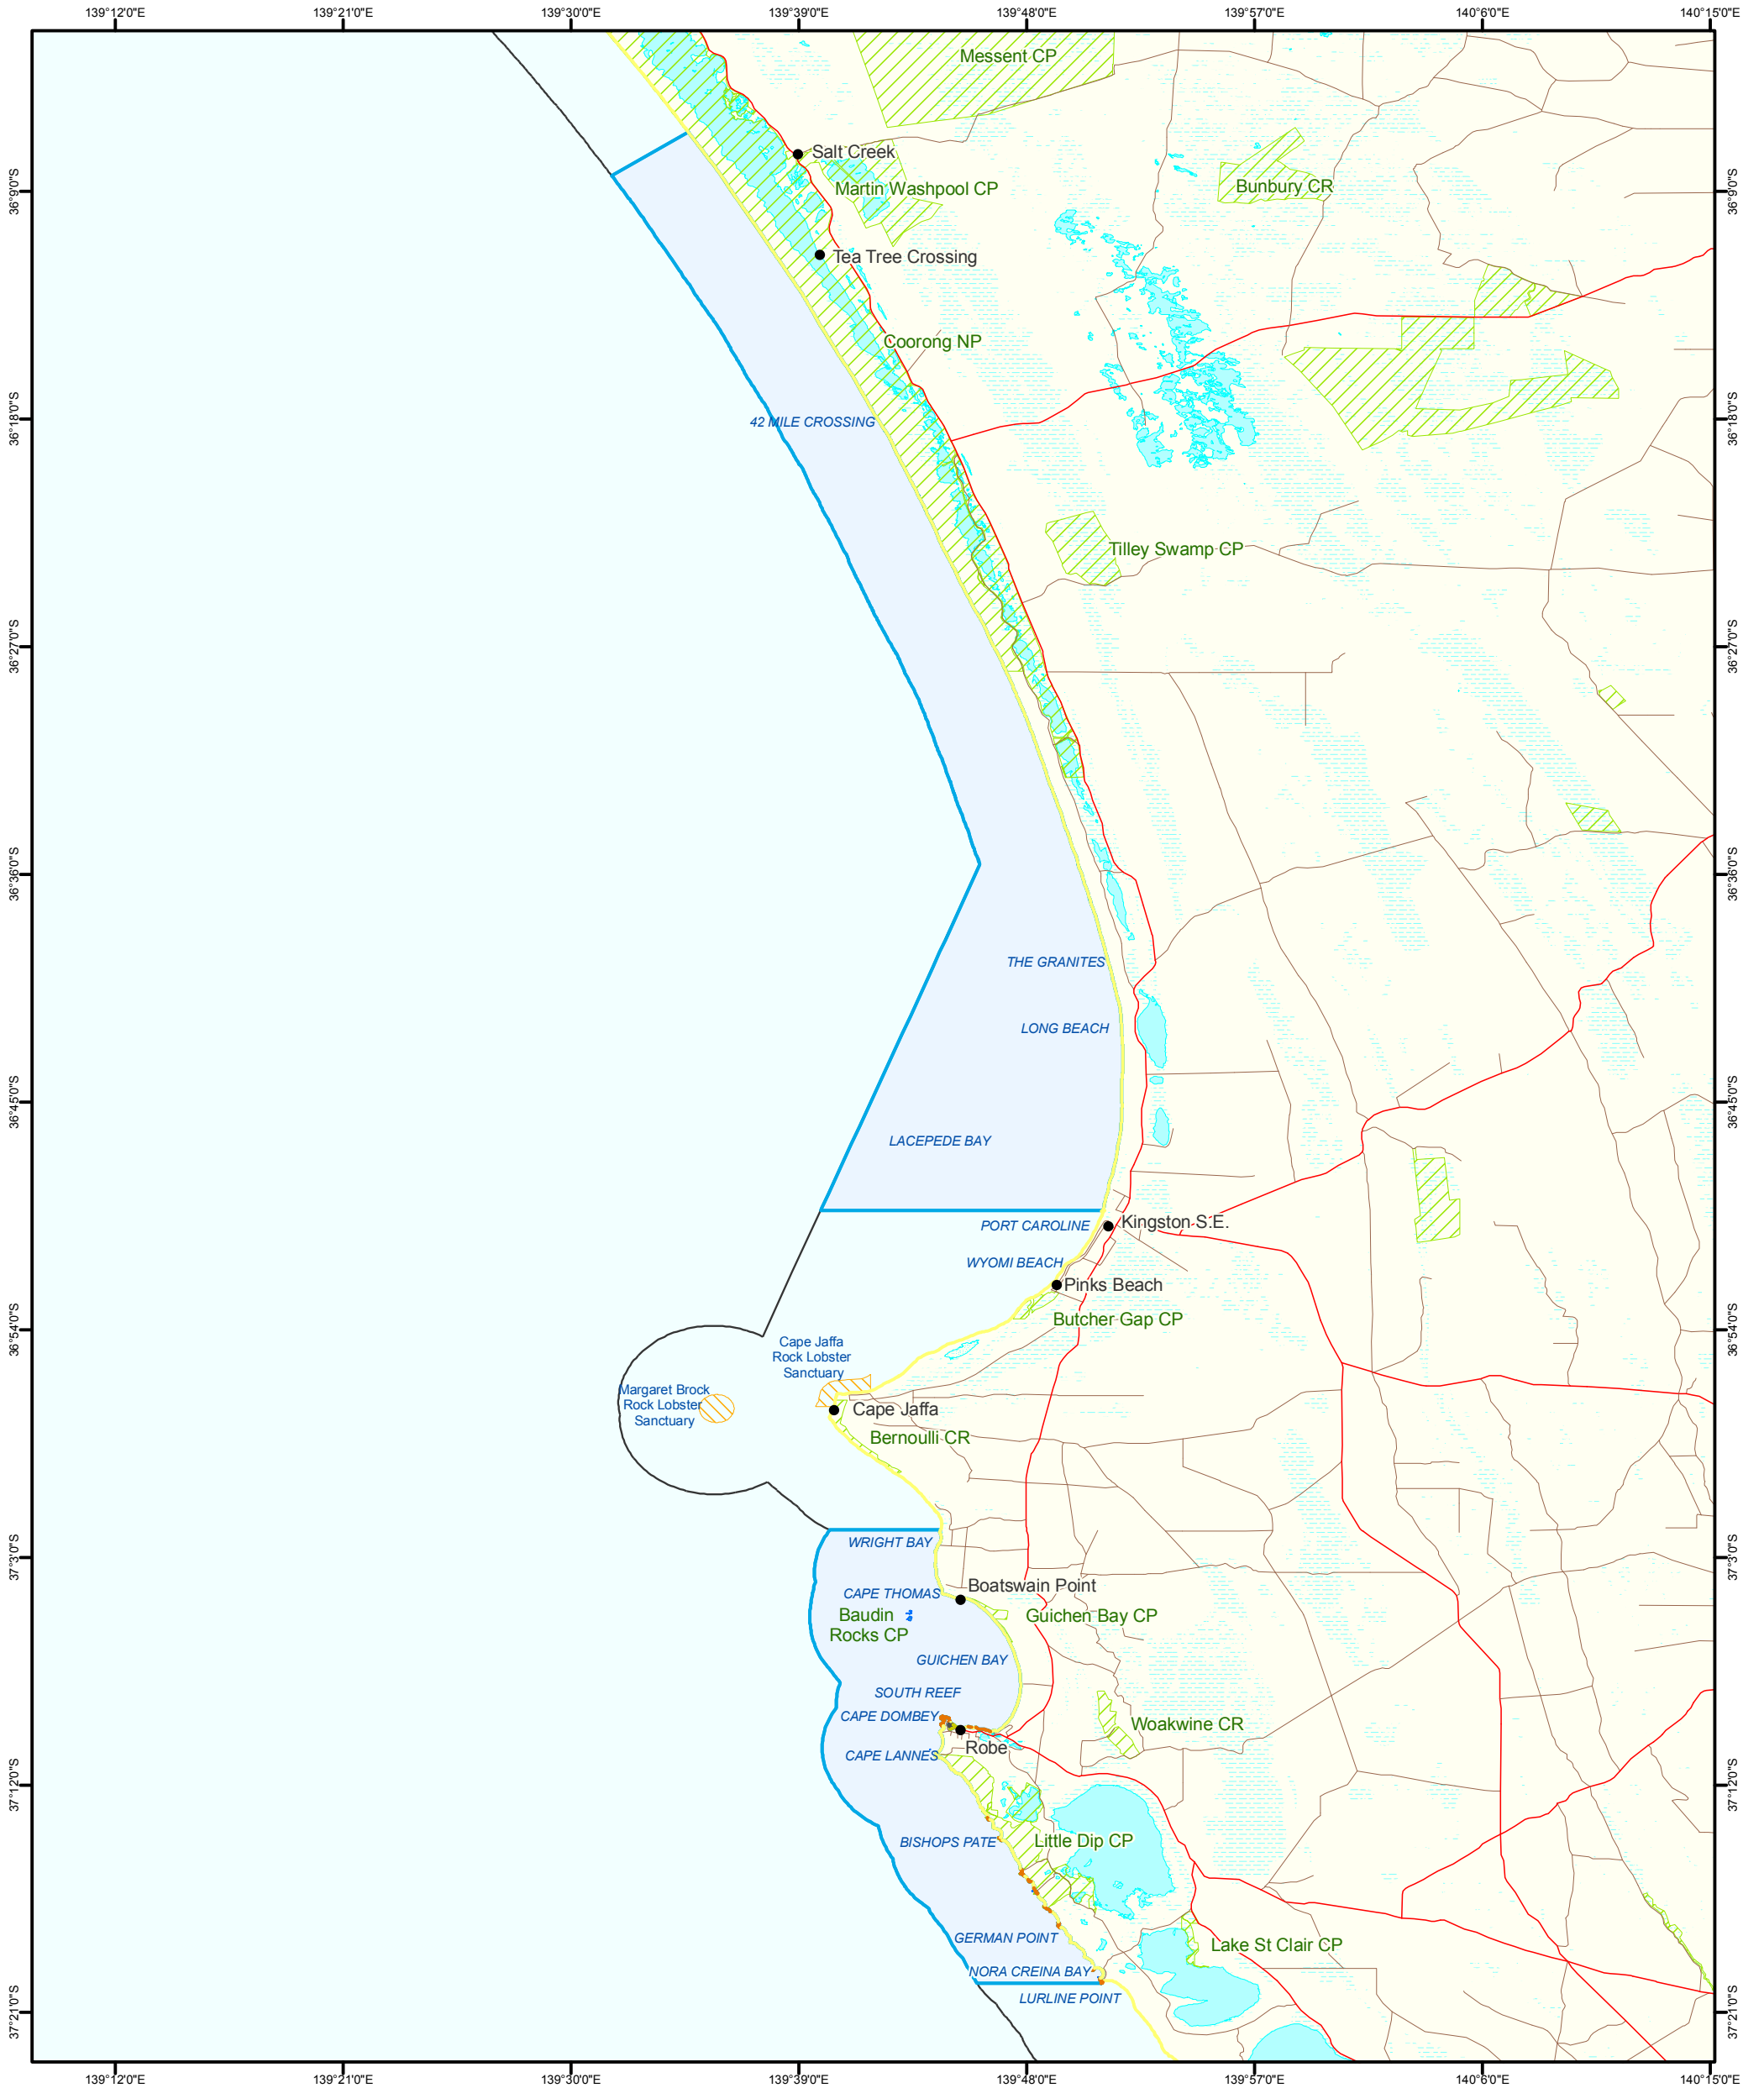 139°12'0"E 139°21'0"E 139°30'0"E 139°39'0"E 139°48'0"E 139°57'0"E 140°6'0"E 140°15'0"E
Messent CP
Salt Creek
Martin Washpool CP
Bunbury CR
36°9'0"S 36°9'0"S
Tea Tree Crossing
Coorong NP
42 MILE CROSSING
36°18'0"S 36°18'0"S
Tilley Swamp CP
36°27'0"S 36°27'0"S
36°36'0"S 36°36'0"S
THE GRANITES
LONG BEACH
36°45'0"S 36°45'0"S
LACEPEDE BAY
PORT CAROLINE
Kingston S.E.
WYOMI BEACH
Pinks Beach
Butcher Gap CP
36°54'0"S 36°54'0"S
Cape Jaffa
Rock Lobster
Sanctuary
Margaret Brock
Rock Lobster
Sanctuary
Cape Jaffa
Bernoulli CR
WRIGHT BAY
37°3'0"S 37°3'0"S
Boatswain Point
CAPE THOMAS
Baudin
Rocks CP
Guichen Bay CP
GUICHEN BAY
SOUTH REEF
CAPE DOMBEY
Woakwine CR
Robe
CAPE LANNES
37°12'0"S 37°12'0"S
BISHOPS PATE
Little Dip CP
GERMAN POINT
Lake St Clair CP
NORA CREINA BAY
LURLINE POINT
37°21'0"S 37°21'0"S
139°12'0"E 139°21'0"E 139°30'0"E 139°39'0"E 139°48'0"E 139°57'0"E 140°6'0"E 140°15'0"E